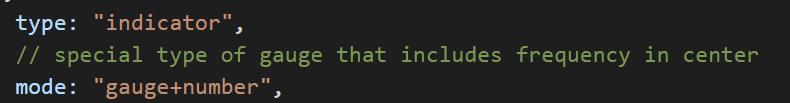 type: "indicator",
// special type of gauge that includes frequency in center
mode: "gauge+number",